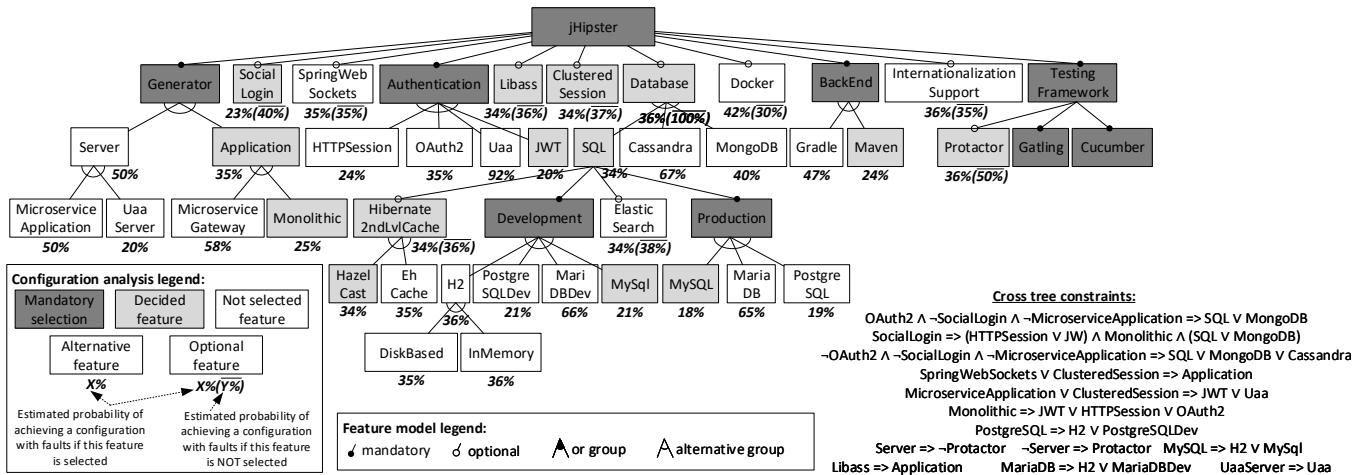 jHipster
Generator
Social
Login
SpringWeb
Sockets
Authentication
Libass
Clustered
Session
Database
Docker
BackEnd
Internationalization
Support
Testing
Framework
23%(40%)
35%(35%)
34%(36%)
34%(37%)
36%(100%)
42%(30%)
36%(35%)
Server
Application
HTTPSession
OAuth2
Uaa
JWT
SQL
Cassandra
MongoDB
Gradle
Maven
Protactor
Gatling
Cucumber
50%
35%
24%
35%
92%
20%
34%
67%
40%
47%
24%
36%(50%)
Microservice
Application
Uaa
Server
Microservice
Gateway
Monolithic
Hibernate
2ndLvlCache
Development
Elastic
Search
Production
50%
20%
58%
25%
34%(36%)
34%(38%)
Hazel
Cast
Eh
Cache
H2
Postgre
SQLDev
Mari
DBDev
MySql
MySQL
Maria
DB
Postgre
SQL
34%
35%
36%
21%
66%
21%
18%
65%
19%
DiskBased
InMemory
35%
36%
Configuration analysis legend:
Mandatory
selection
Decided
feature
Not selected
feature
Alternative
feature
Optional
feature
X%
X%(Y%)
Estimated probability of
achieving a configuration
with faults if this feature
is selected
Estimated probability of
achieving a configuration
with faults if this feature
is NOT selected
Feature model legend:
mandatory
optional
or group
alternative group
Cross tree constraints:
OAuth2 ∧ ¬SocialLogin ∧ ¬MicroserviceApplication => SQL ∨ MongoDB
SocialLogin => (HTTPSession ∨ JW) ∧ Monolithic ∧ (SQL ∨ MongoDB)
¬OAuth2 ∧ ¬SocialLogin ∧ ¬MicroserviceApplication => SQL ∨ MongoDB ∨ Cassandra
SpringWebSockets ∨ ClusteredSession => Application
MicroserviceApplication ∨ ClusteredSession => JWT ∨ Uaa
Monolithic => JWT ∨ HTTPSession ∨ OAuth2
PostgreSQL => H2 ∨ PostgreSQLDev
Server => ¬Protactor ¬Server => Protactor MySQL => H2 ∨ MySql
Libass => Application MariaDB => H2 ∨ MariaDBDev UaaServer => Uaa